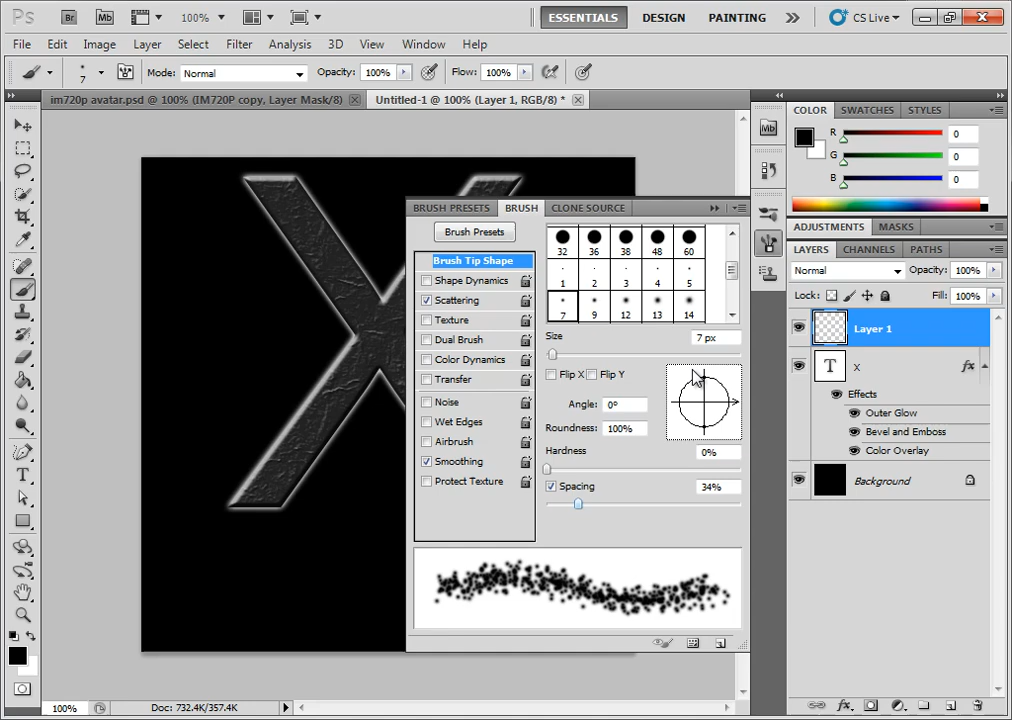 Ps Br Mb 100% ESSENTIALS DESIGN PAINTING CS Live
File Edit Image Layer Select Filter Analysis 3D View Window Help
7 Mode: Normal Opacity: 100% Flow: 100%
im720p avatar.psd @ 100% (IM720P copy, Layer Mask/8) Untitled-1 @ 100% (Layer 1, RGB/8) *
COLOR SWATCHES STYLES
Mb
R 0
G 0
B 0
X
BRUSH PRESETS BRUSH CLONE SOURCE
Brush Presets
Brush Tip Shape
Shape Dynamics
Scattering
Texture
Dual Brush
Color Dynamics
Transfer
Noise
Wet Edges
Airbrush
Smoothing
Protect Texture
32 36 38 48 60
1 2 3 4 5
7 9 12 13 14
Size 7 px
Flip X Flip Y
Angle: 0°
Roundness: 100%
Hardness 0%
Spacing 34%
ADJUSTMENTS MASKS
LAYERS CHANNELS PATHS
Normal Opacity: 100%
Lock: Fill: 100%
Layer 1
T X fx
Effects
Outer Glow
Bevel and Emboss
Color Overlay
Background
T
fx
100% Doc: 732.4K/357.4K